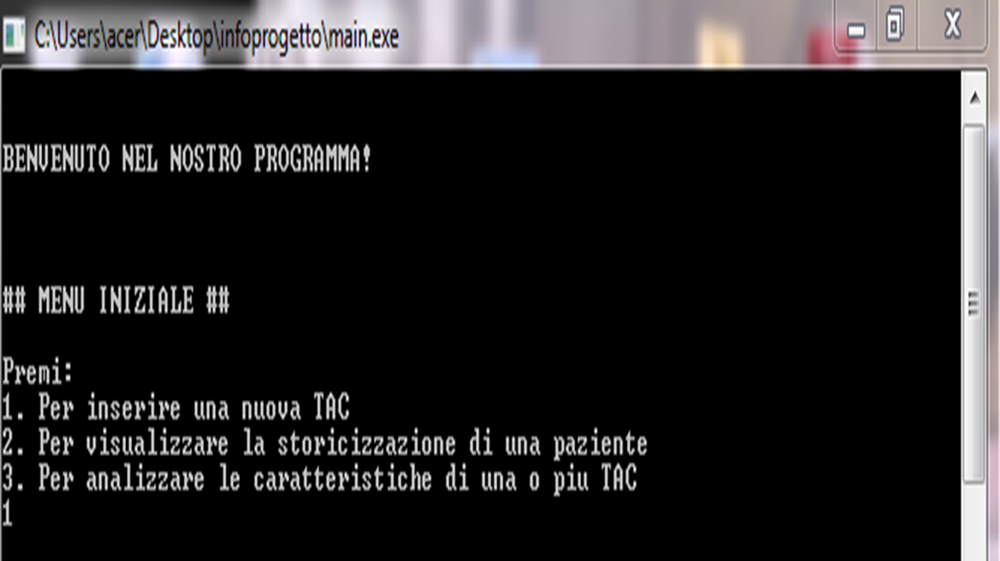 C:\Users\acer\Desktop\infoprogetto\main.exe
BENVENUTO NEL NOSTRO PROGRAMMA!
## MENU INIZIALE ##
Premi:
1. Per inserire una nuova TAC
2. Per visualizzare la storicizzazione di una paziente
3. Per analizzare le caratteristiche di una o piu TAC
1